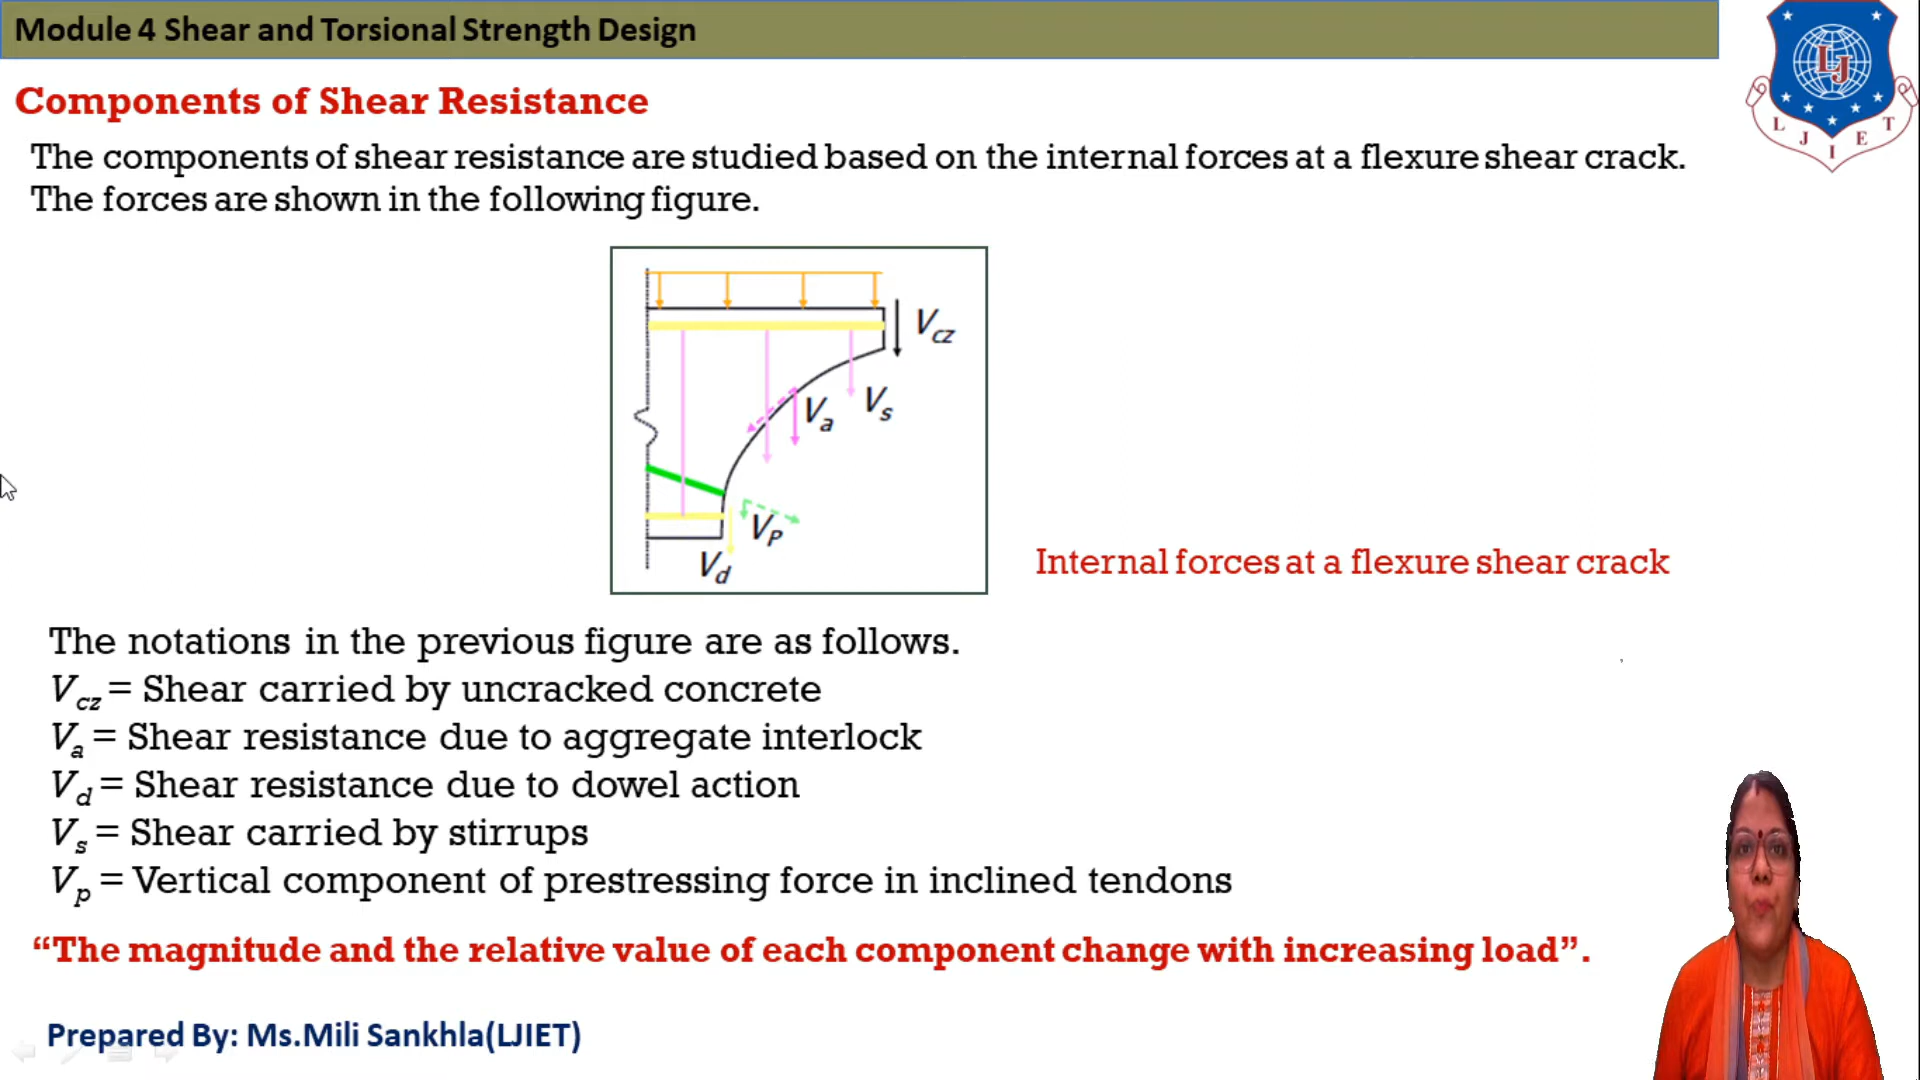 Module 4 Shear and Torsional Strength Design
LJ
L J I E T
Components of Shear Resistance
The components of shear resistance are studied based on the internal forces at a flexure shear crack.
The forces are shown in the following figure.
Vcz
Vs
Va
VP
Vd
Internal forces at a flexure shear crack
The notations in the previous figure are as follows.
Vcz = Shear carried by uncracked concrete
Va = Shear resistance due to aggregate interlock
Vd = Shear resistance due to dowel action
Vs = Shear carried by stirrups
Vp = Vertical component of prestressing force in inclined tendons
“The magnitude and the relative value of each component change with increasing load”.
Prepared By: Ms.Mili Sankhla(LJIET)